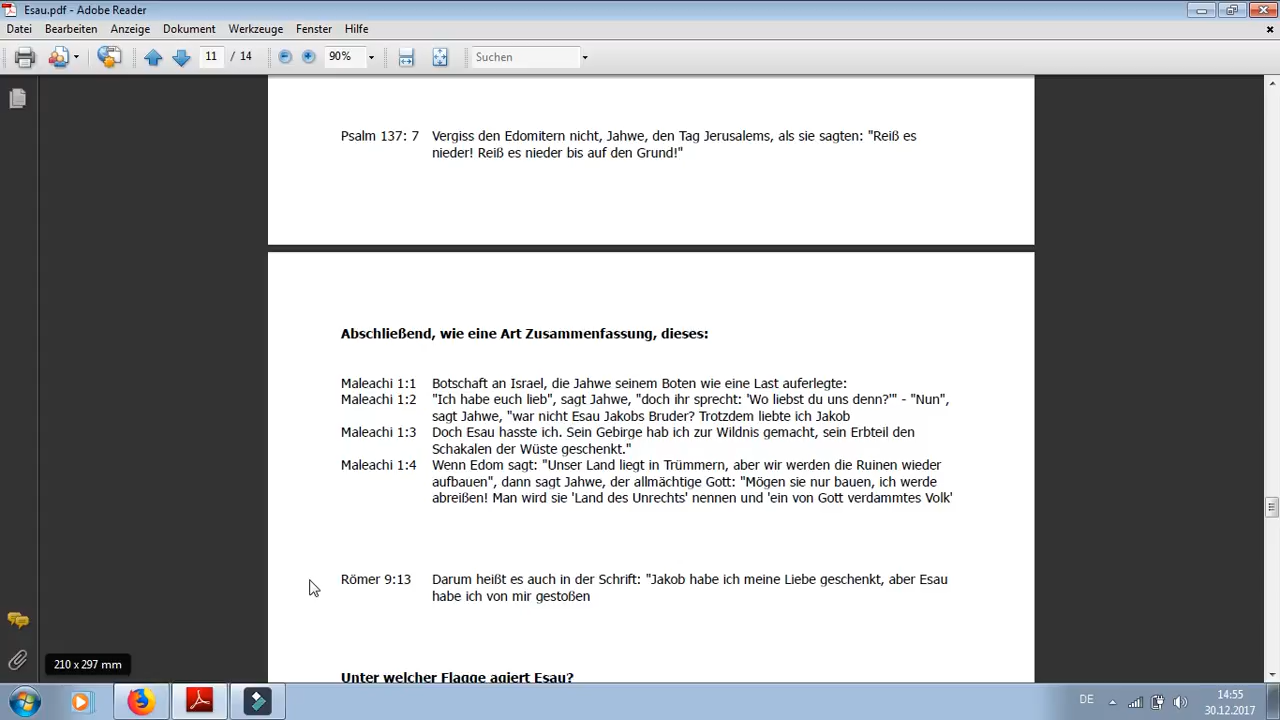 Esau.pdf - Adobe Reader
Datei Bearbeiten Anzeige Dokument Werkzeuge Fenster Hilfe
11 / 14 90% Suchen
Psalm 137: 7 Vergiss den Edomitern nicht, Jahwe, den Tag Jerusalems, als sie sagten: "Reiß es
nieder! Reiß es nieder bis auf den Grund!"
Abschließend, wie eine Art Zusammenfassung, dieses:
Maleachi 1:1 Botschaft an Israel, die Jahwe seinem Boten wie eine Last auferlegte:
Maleachi 1:2 "Ich habe euch lieb", sagt Jahwe, "doch ihr sprecht: 'Wo liebst du uns denn?'" - "Nun",
sagt Jahwe, "war nicht Esau Jakobs Bruder? Trotzdem liebte ich Jakob
Maleachi 1:3 Doch Esau hasste ich. Sein Gebirge hab ich zur Wildnis gemacht, sein Erbteil den
Schakalen der Wüste geschenkt."
Maleachi 1:4 Wenn Edom sagt: "Unser Land liegt in Trümmern, aber wir werden die Ruinen wieder
aufbauen", dann sagt Jahwe, der allmächtige Gott: "Mögen sie nur bauen, ich werde
abreißen! Man wird sie 'Land des Unrechts' nennen und 'ein von Gott verdammtes Volk'
Römer 9:13 Darum heißt es auch in der Schrift: "Jakob habe ich meine Liebe geschenkt, aber Esau
habe ich von mir gestoßen
210 x 297 mm
Unter welcher Flagge agiert Esau?
DE 14:55
30.12.2017